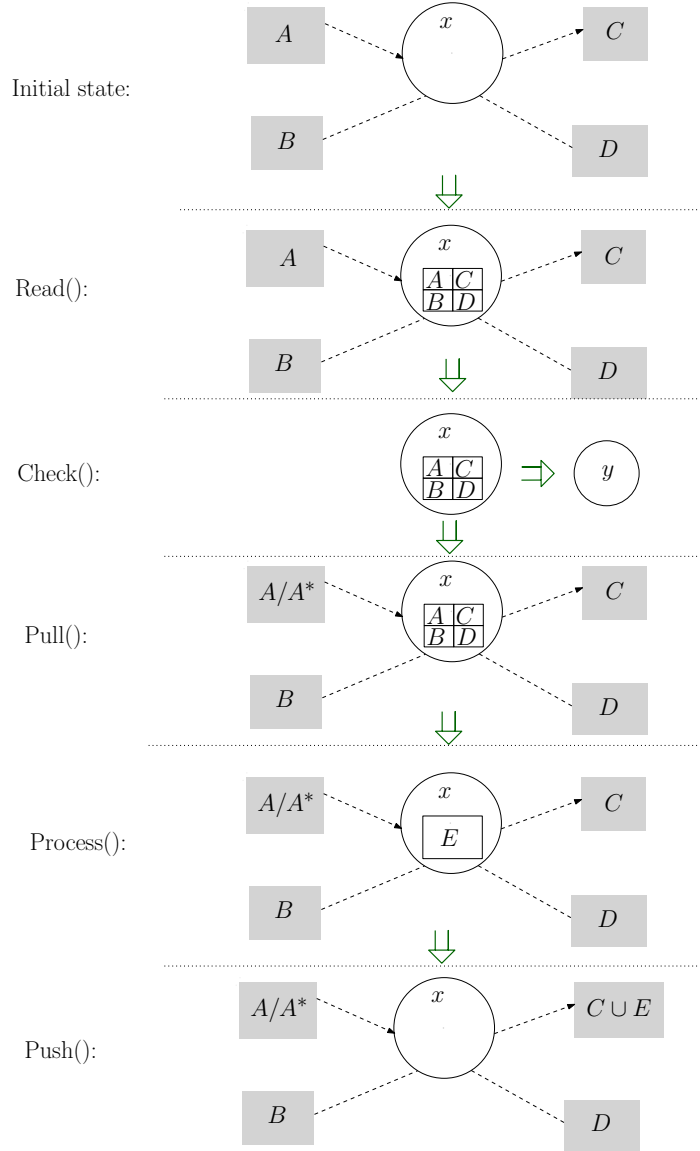 x
A
C
Initial state:
B
D
x
A
C
Read():
A C
B D
B
D
x
Check():
A C
B D
y
A/A*
x
C
Pull():
A C
B D
B
D
A/A*
x
C
Process():
E
B
D
x
A/A*
C ∪ E
Push():
B
D